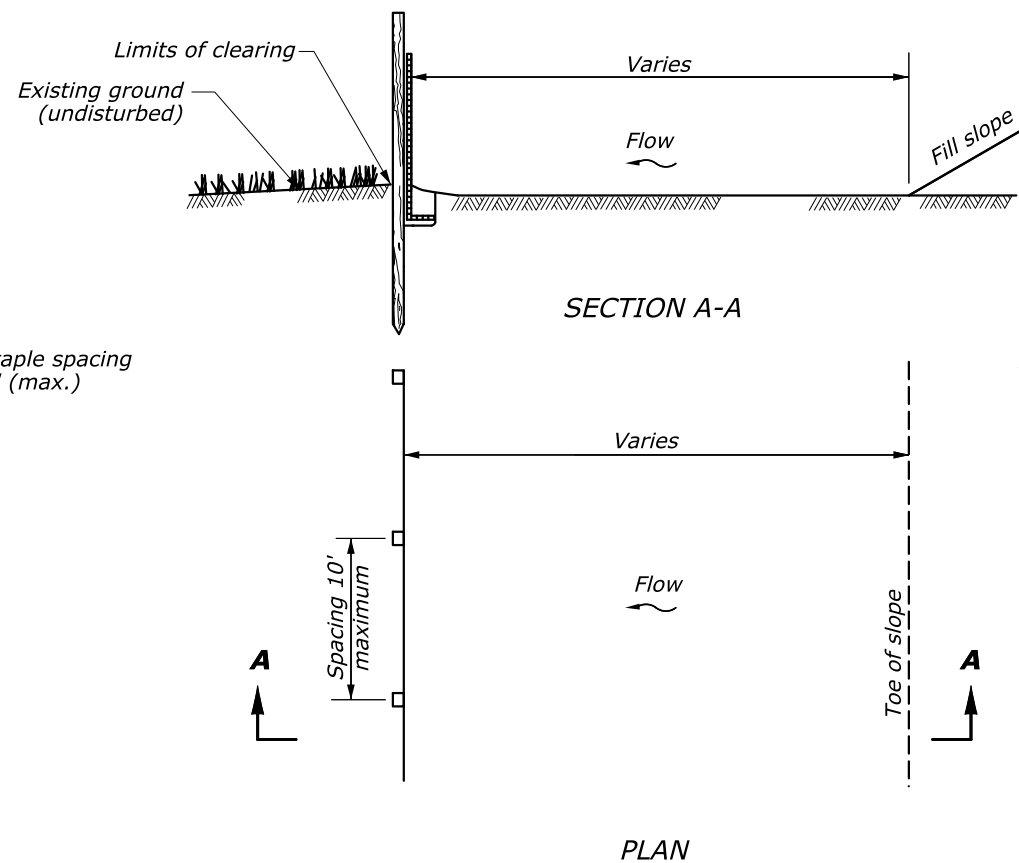 Limits of clearing
Existing ground
(undisturbed)
Varies
Flow
Fill slope
SECTION A-A
spacing
(max.)
Varies
Spacing 10'
maximum
Flow
Toe of slope
A
A
PLAN